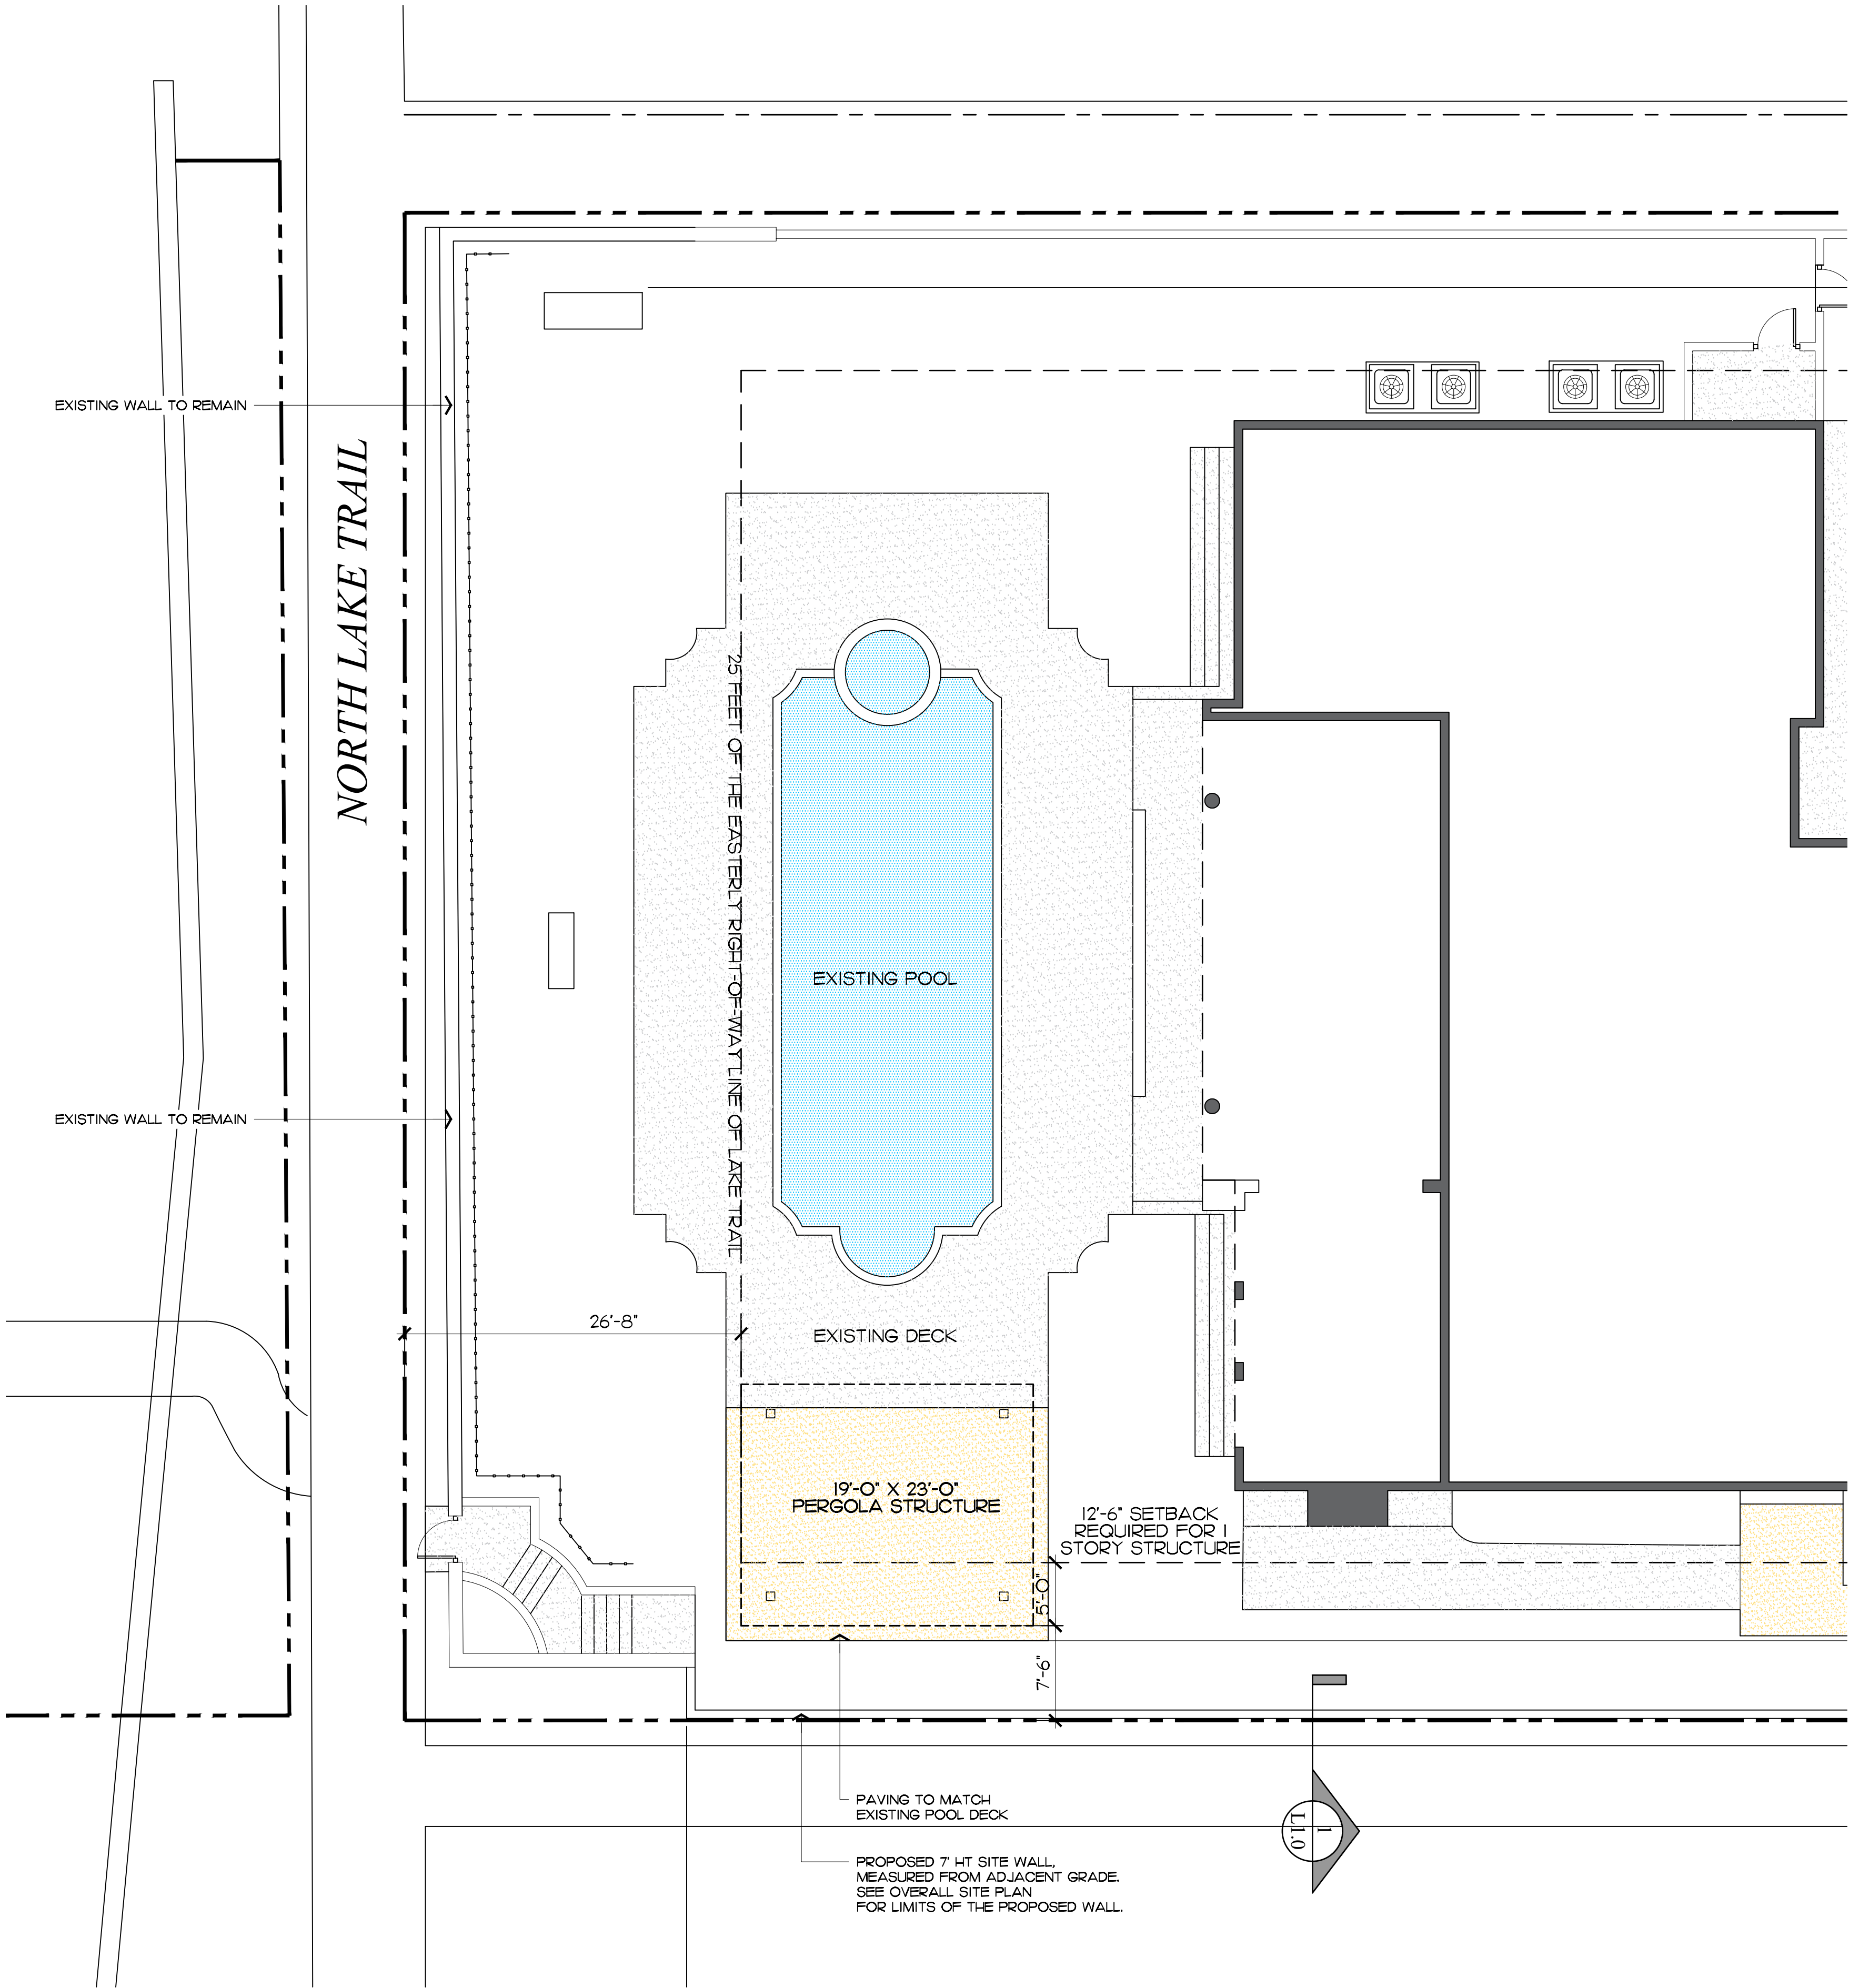 EXISTING WALL TO REMAIN
NORTH LAKE TRAIL
25 FEET OF THE EASTERLY RIGHT-OF-WAY LINE OF LAKE TRAIL
EXISTING POOL
EXISTING WALL TO REMAIN
26'-8"
EXISTING DECK
19'-0" X 23'-0"
PERGOLA STRUCTURE
12'-6" SETBACK
REQUIRED FOR 1
STORY STRUCTURE
5'-0"
7'-6"
PAVING TO MATCH
EXISTING POOL DECK
1
L1.0
PROPOSED 7' HT SITE WALL,
MEASURED FROM ADJACENT GRADE.
SEE OVERALL SITE PLAN
FOR LIMITS OF THE PROPOSED WALL.